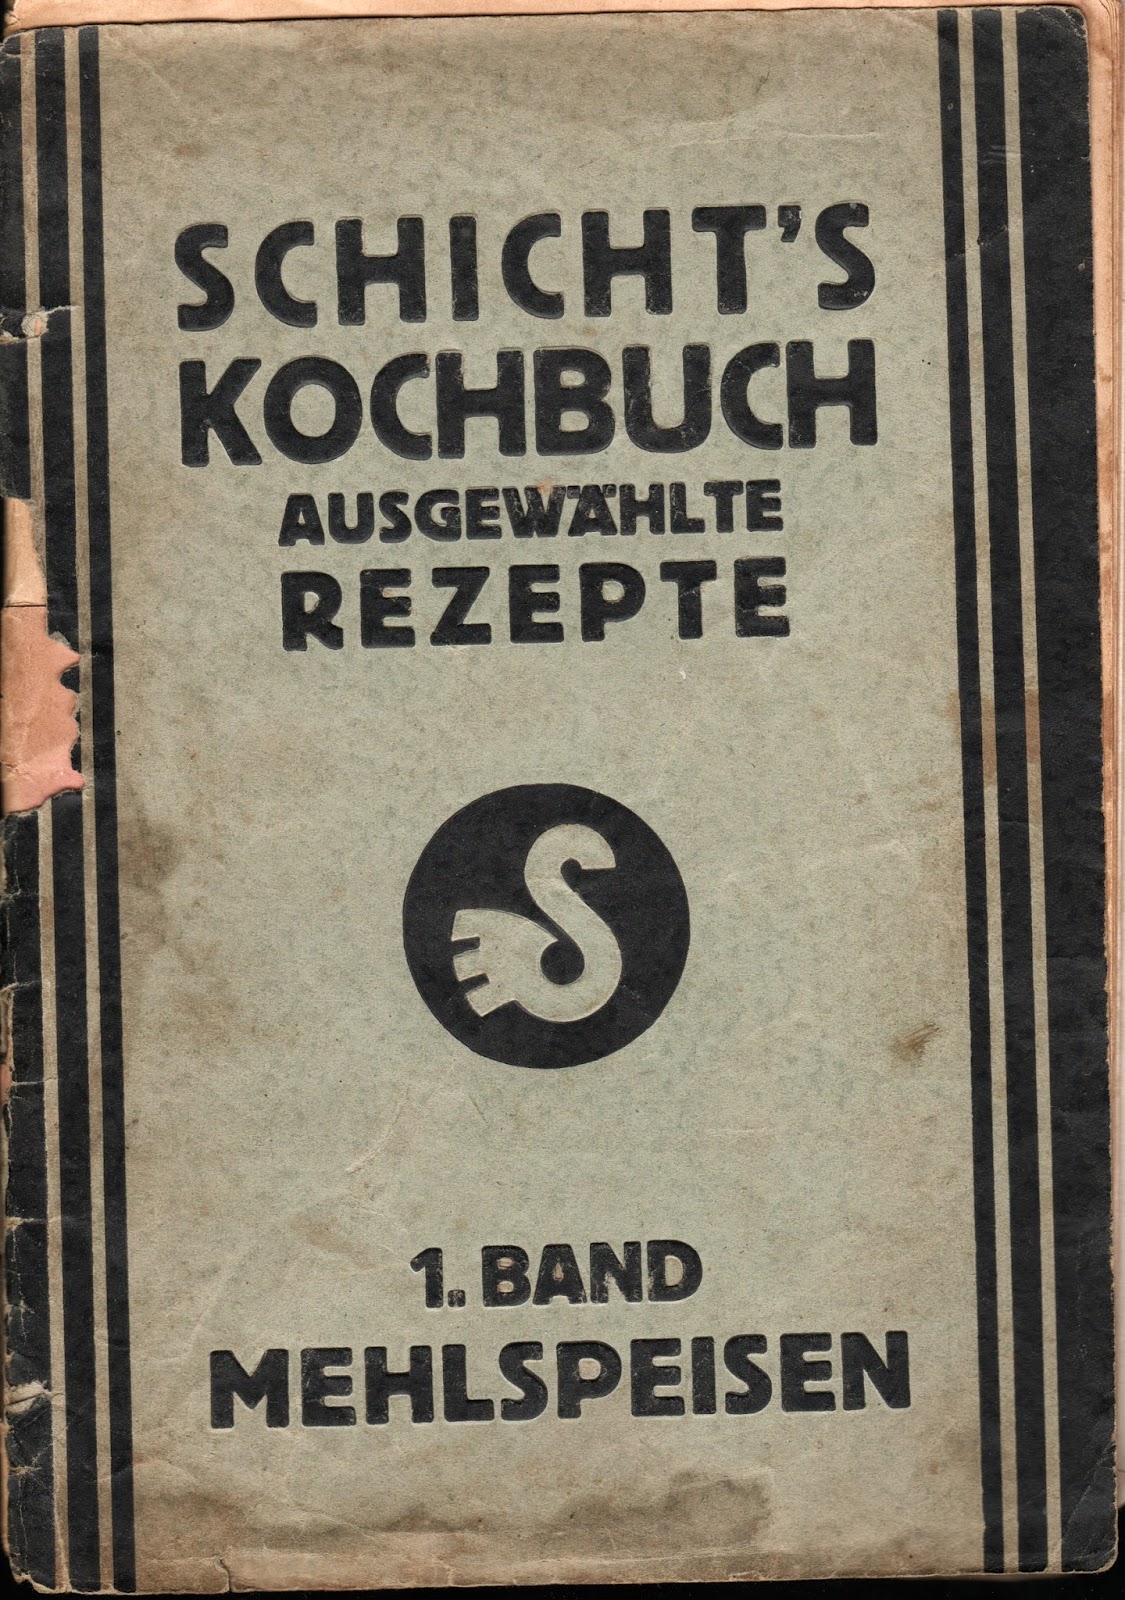 SCHICHT'S
KOCHBUCH
AUSGEWÄHLTE
REZEPTE
1. BAND
MEHLSPEISEN